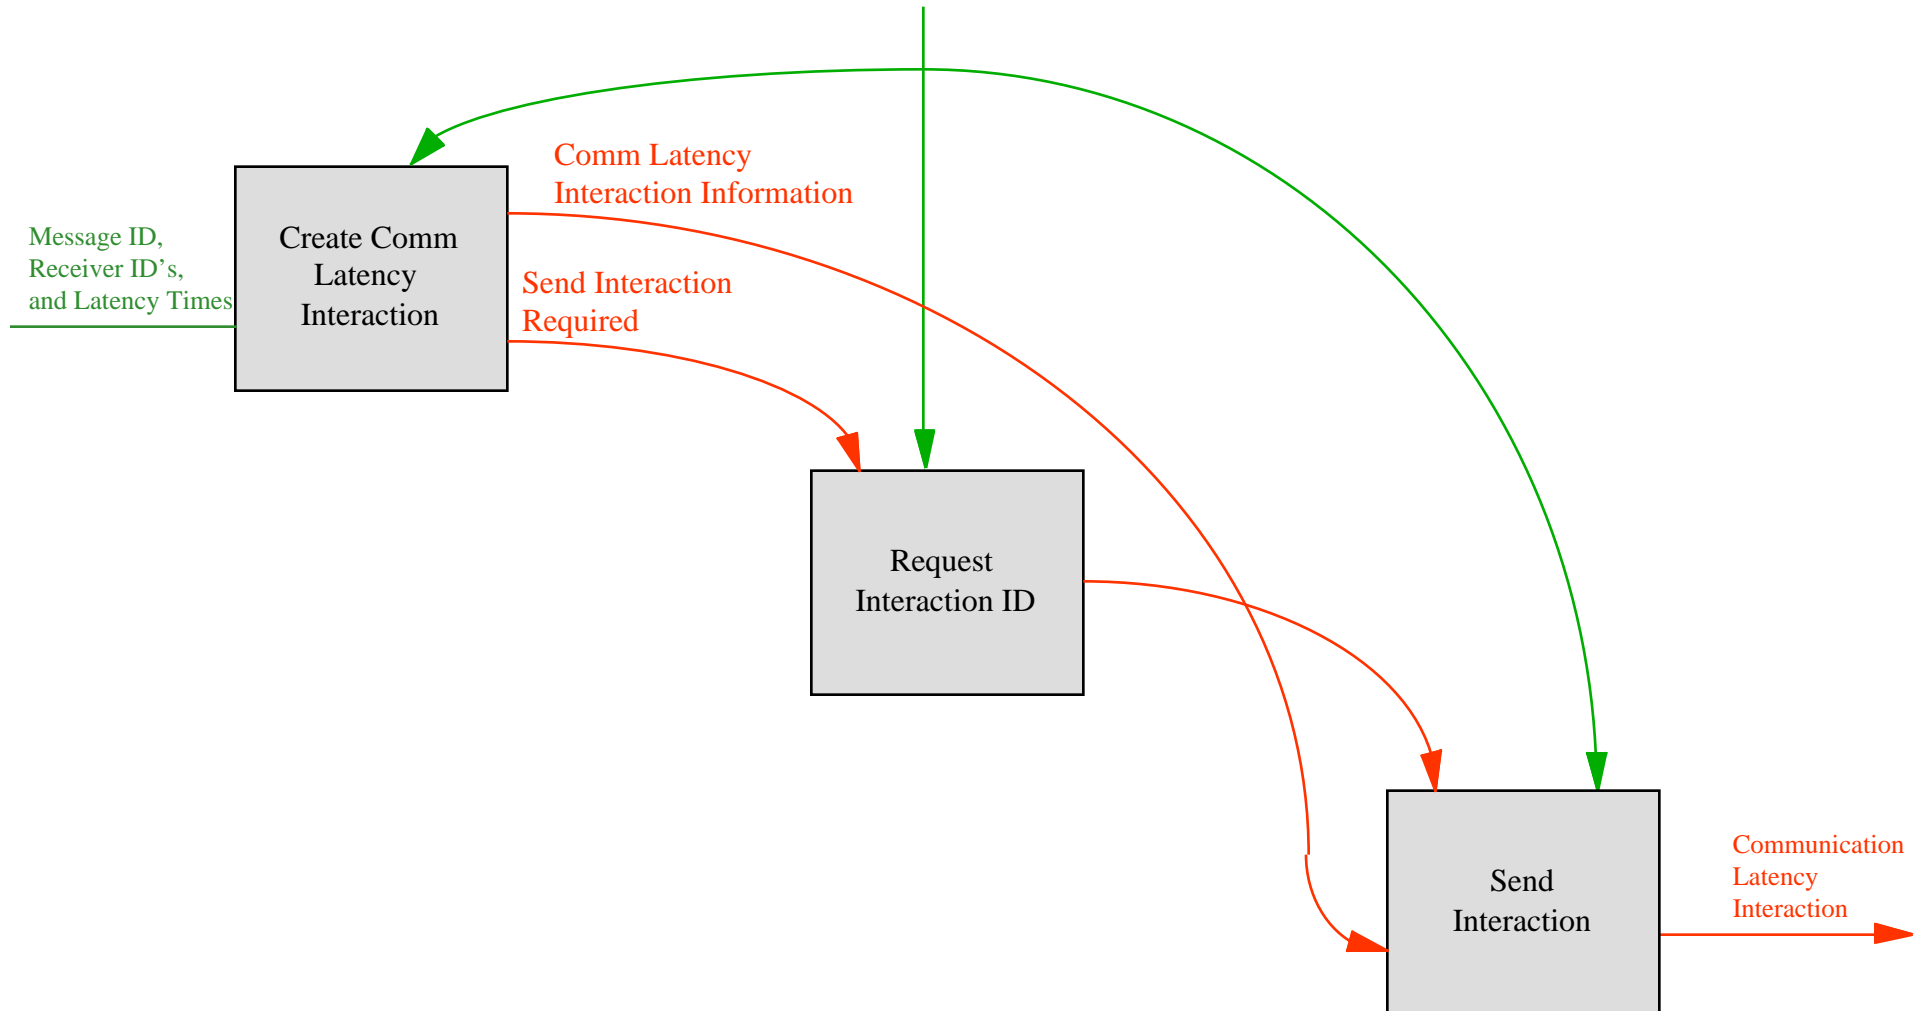 Comm Latency
Interaction Information
Create Comm
Latency
Interaction
Message ID,
Receiver ID’s,
and Latency Times
Send Interaction
Required
Request
Interaction ID
Send
Interaction
Communication
Latency
Interaction